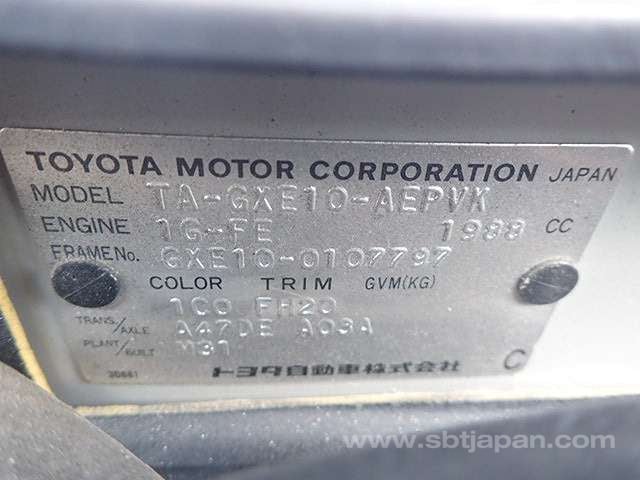 TOYOTA MOTOR CORPORATION JAPAN
MODEL TA-GXE10-AEPVK
ENGINE 1G-FE 1988 CC
FRAME No. GXE10-0107797
COLOR TRIM GVM(KG)
1C0 FH20
TRANS./AXLE A47DE A03A
PLANT/BUILT M31
30661 トヨタ自動車株式会社 C
www.sbtjapan.com